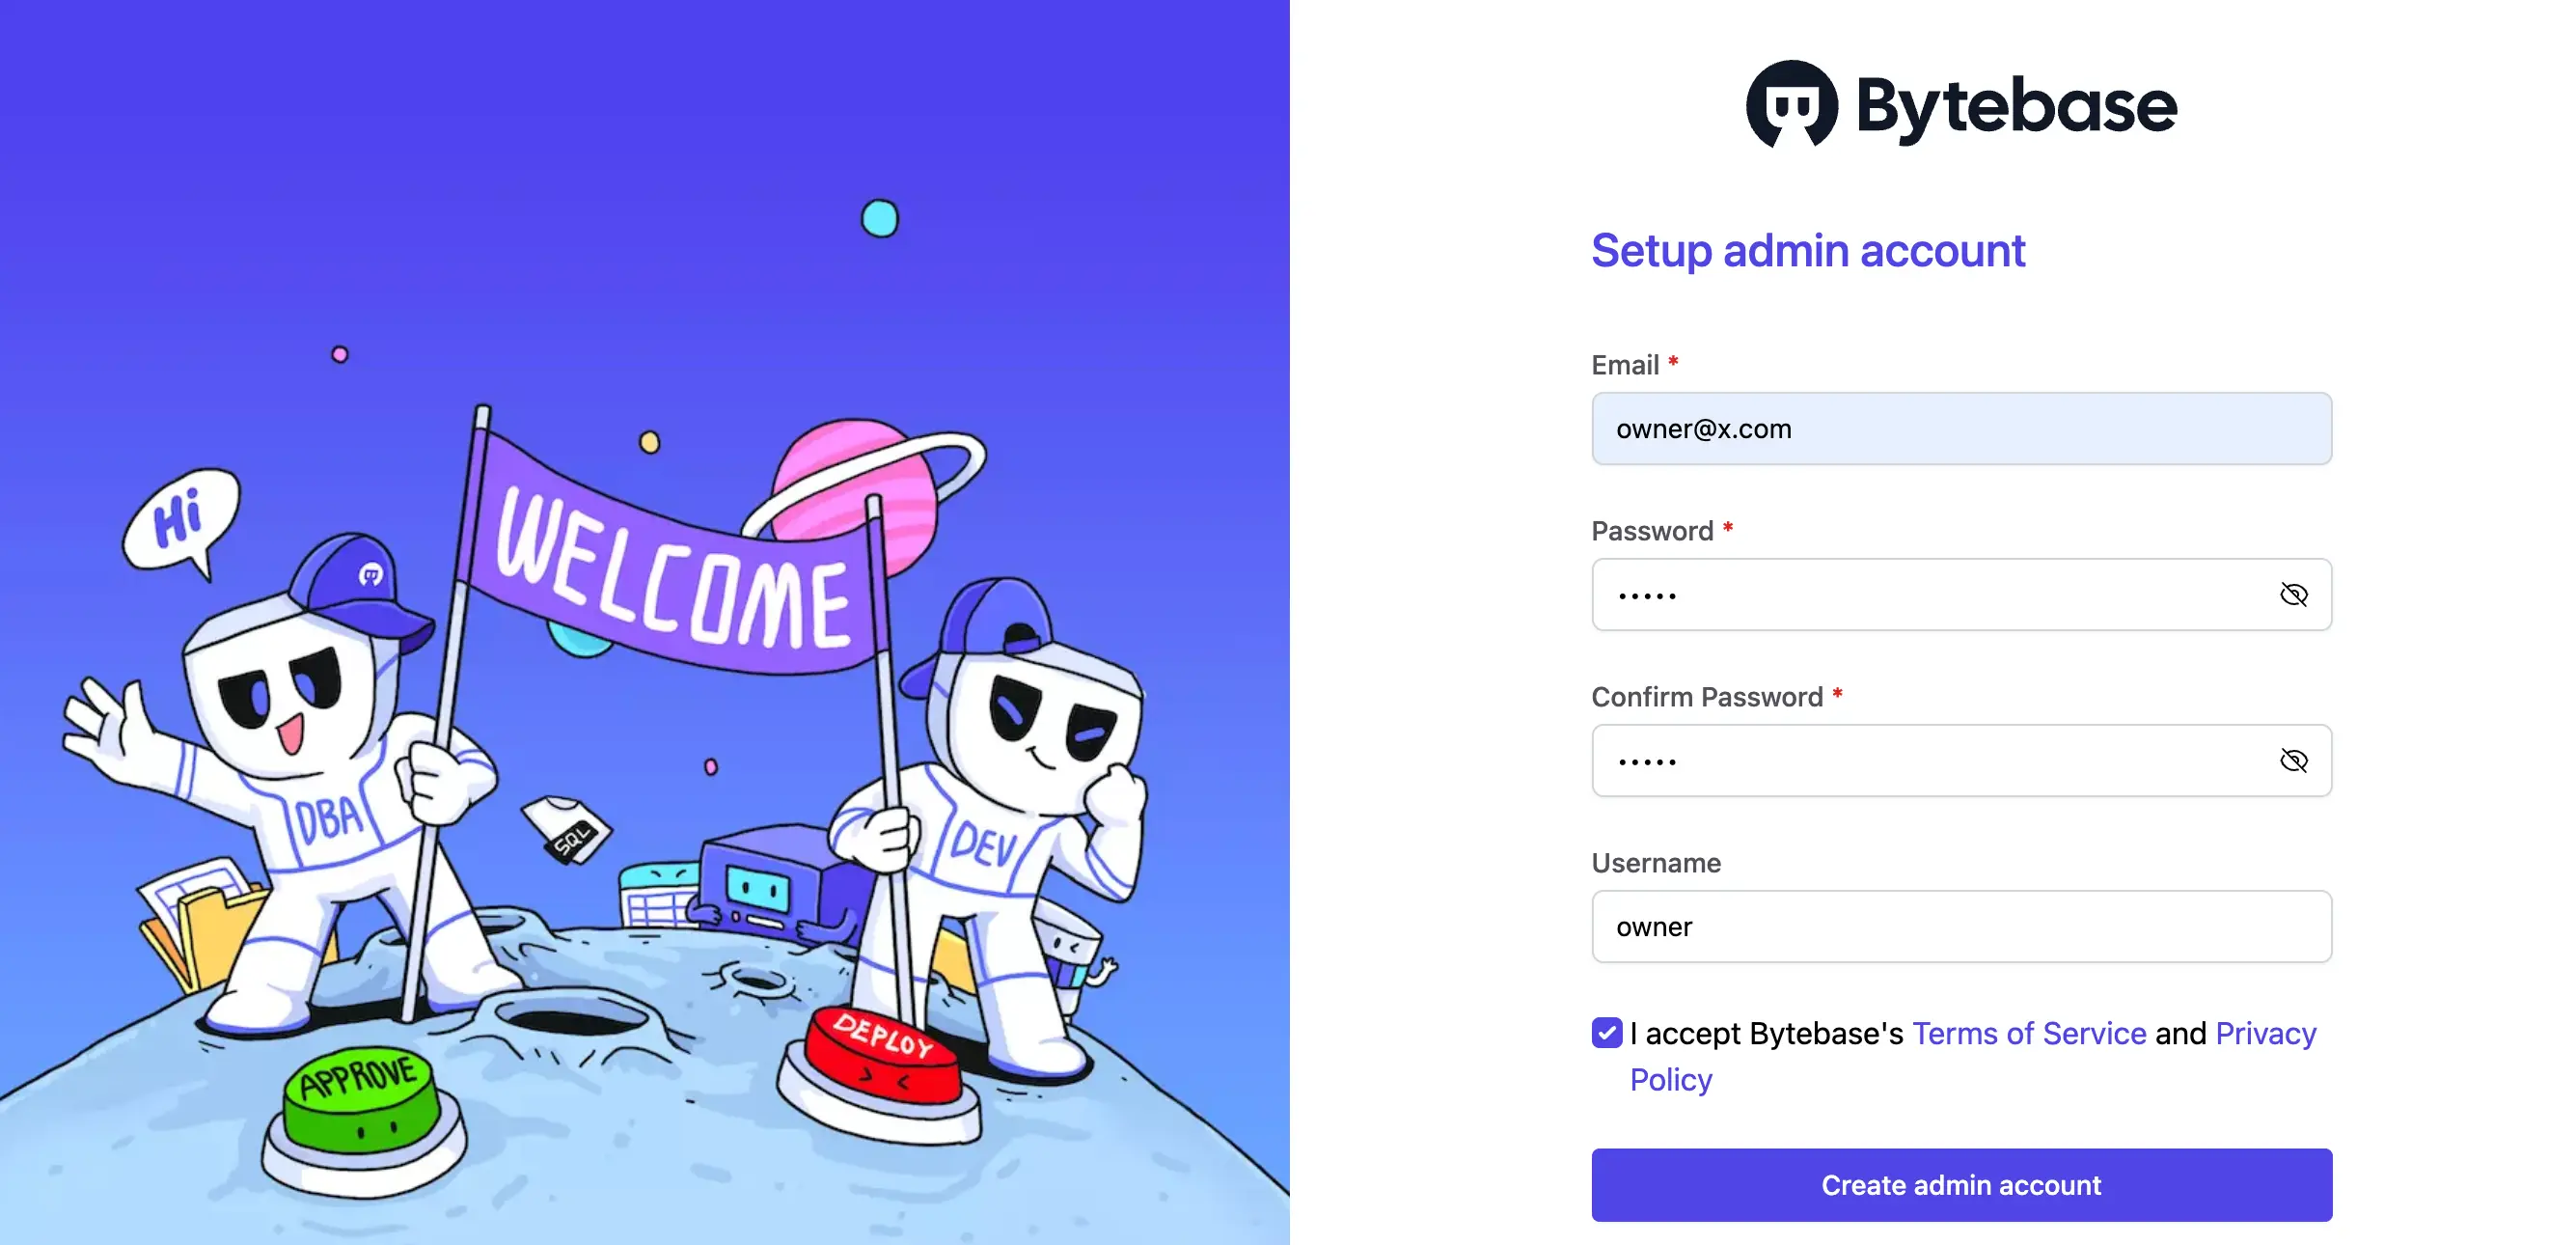 Hi
WELCOME
DBA
SQL
DEV
APPROVE
DEPLOY
Bytebase
Setup admin account
Email *
owner@x.com
Password *
•••••
Confirm Password *
•••••
Username
owner
I accept Bytebase's Terms of Service and Privacy
Policy
Create admin account